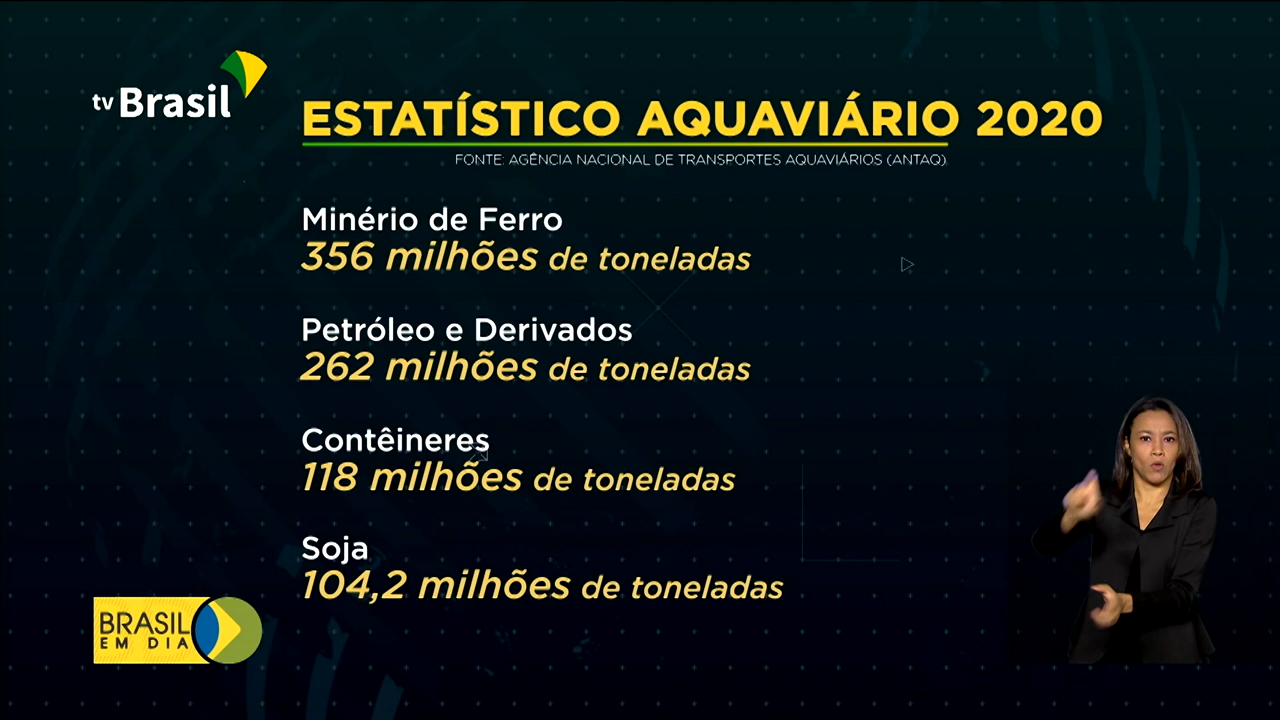 tv Brasil
ESTATÍSTICO AQUAVIÁRIO 2020
FONTE: AGÊNCIA NACIONAL DE TRANSPORTES AQUAVIÁRIOS (ANTAQ).
Minério de Ferro
356 milhões de toneladas
Petróleo e Derivados
262 milhões de toneladas
Contêineres
118 milhões de toneladas
Soja
104,2 milhões de toneladas
BRASIL
EM DIA